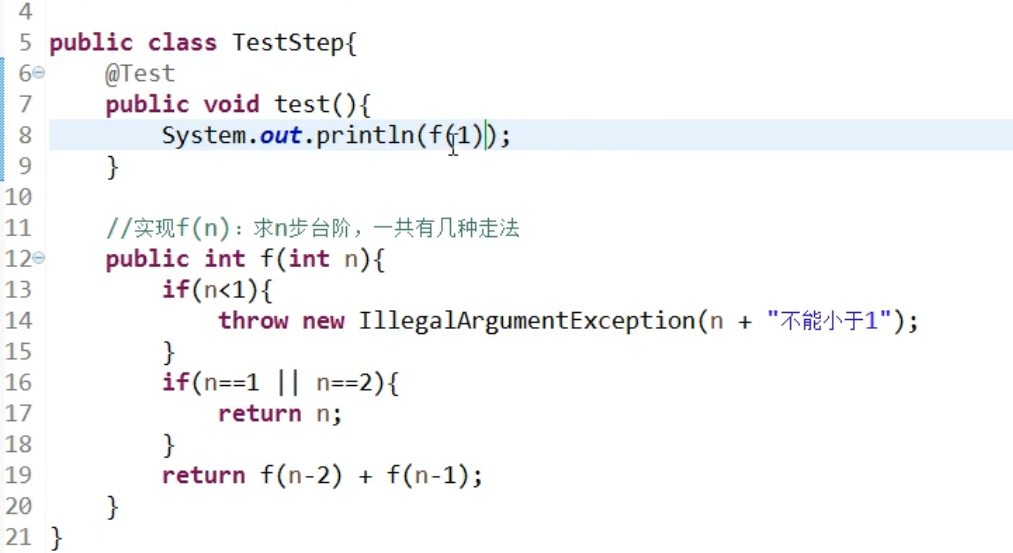 4
5 public class TestStep{
6 @Test
7 public void test(){
8 System.out.println(f(1));
9 }
10
11 //实现f(n)：求n步台阶，一共有几种走法
12 public int f(int n){
13 if(n<1){
14 throw new IllegalArgumentException(n + "不能小于1");
15 }
16 if(n==1 || n==2){
17 return n;
18 }
19 return f(n-2) + f(n-1);
20 }
21 }